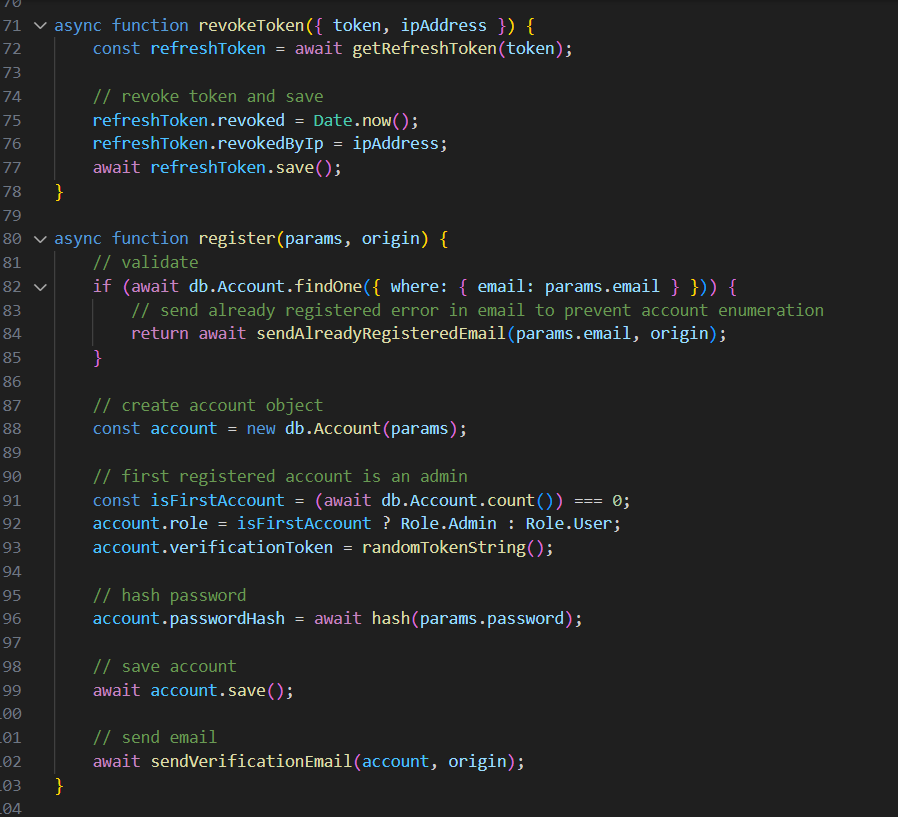 70
71 async function revokeToken({ token, ipAddress }) {
72     const refreshToken = await getRefreshToken(token);
73
74     // revoke token and save
75     refreshToken.revoked = Date.now();
76     refreshToken.revokedByIp = ipAddress;
77     await refreshToken.save();
78 }
79
80 async function register(params, origin) {
81     // validate
82     if (await db.Account.findOne({ where: { email: params.email } })) {
83         // send already registered error in email to prevent account enumeration
84         return await sendAlreadyRegisteredEmail(params.email, origin);
85     }
86
87     // create account object
88     const account = new db.Account(params);
89
90     // first registered account is an admin
91     const isFirstAccount = (await db.Account.count()) === 0;
92     account.role = isFirstAccount ? Role.Admin : Role.User;
93     account.verificationToken = randomTokenString();
94
95     // hash password
96     account.passwordHash = await hash(params.password);
97
98     // save account
99     await account.save();
00
01     // send email
02     await sendVerificationEmail(account, origin);
03 }
04